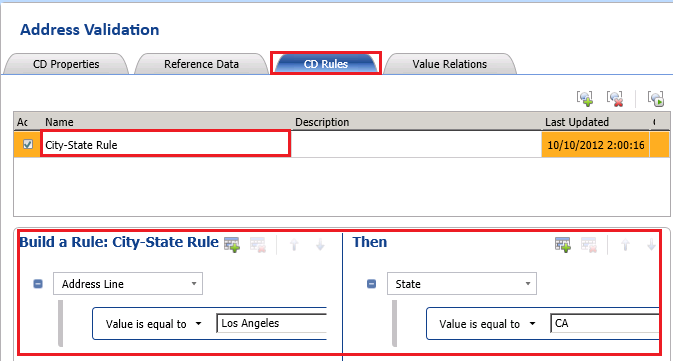 Address Validation
CD Properties Reference Data CD Rules Value Relations
Ac Name Description Last Updated
City-State Rule 10/10/2012 2:00:16
Build a Rule: City-State Rule Then
Address Line State
Value is equal to Los Angeles Value is equal to CA